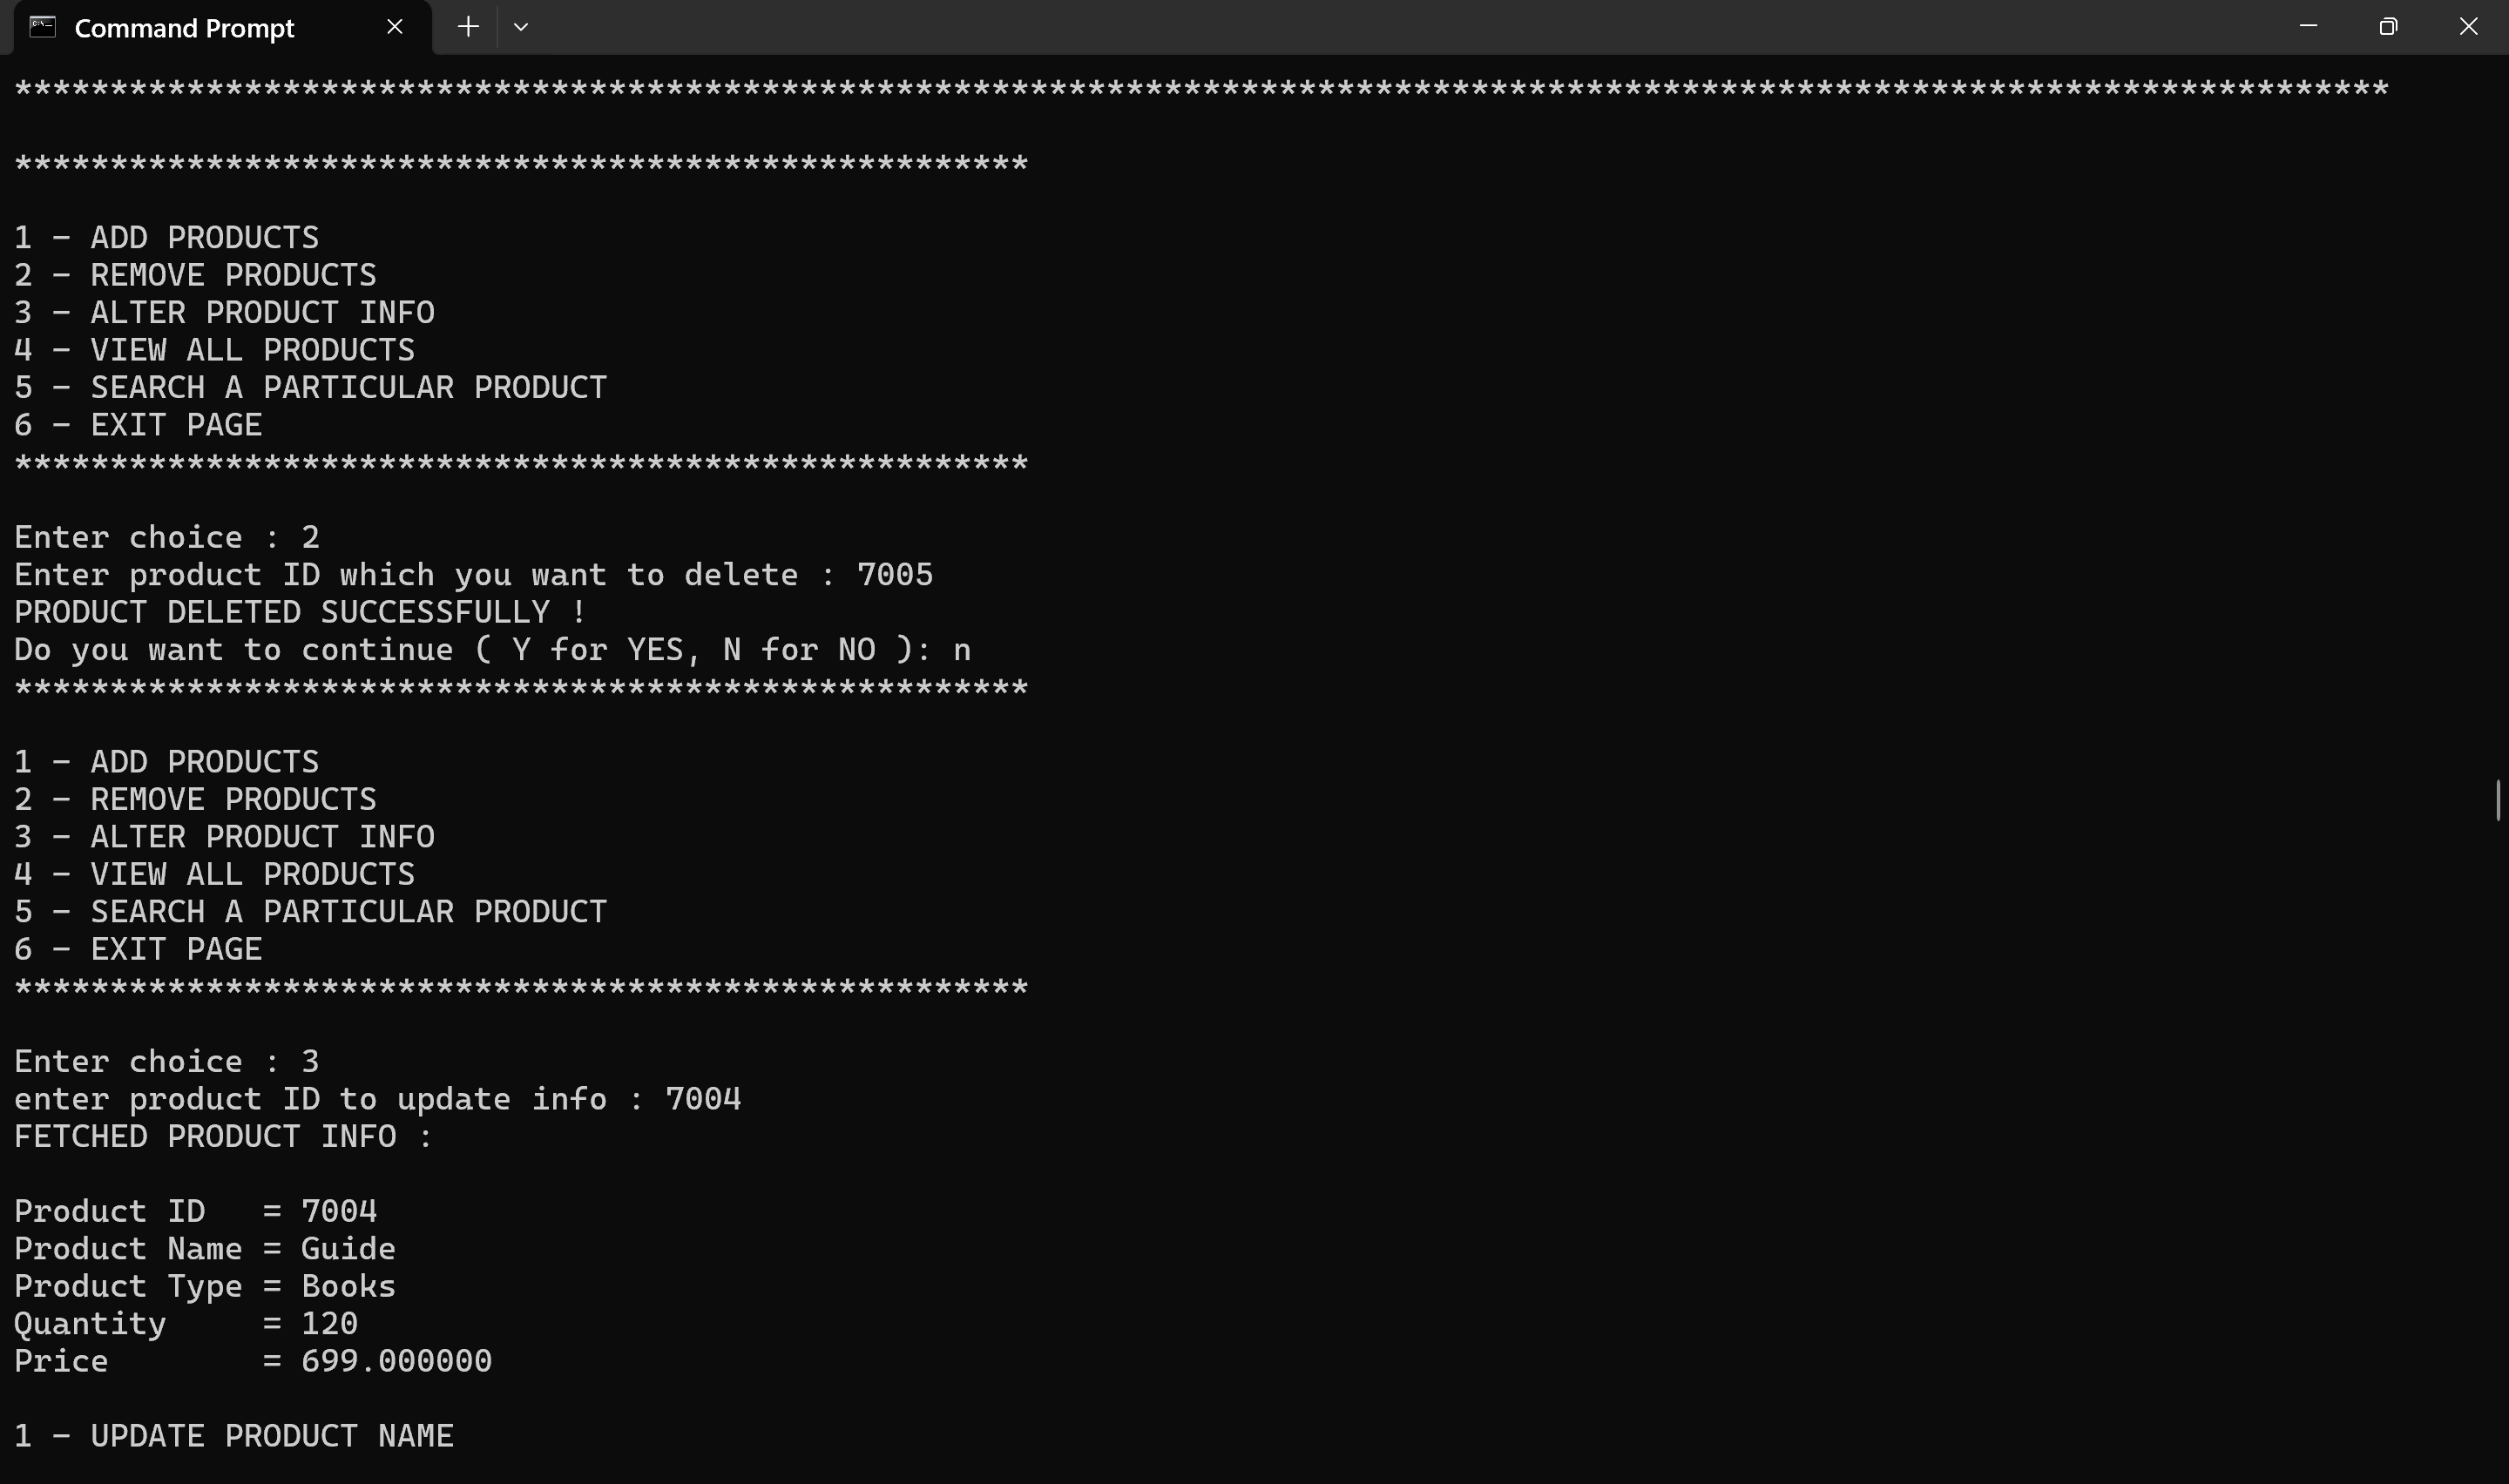 Command Prompt
****************************************************************************************************************************
*****************************************************
1 - ADD PRODUCTS
2 - REMOVE PRODUCTS
3 - ALTER PRODUCT INFO
4 - VIEW ALL PRODUCTS
5 - SEARCH A PARTICULAR PRODUCT
6 - EXIT PAGE
*****************************************************
Enter choice : 2
Enter product ID which you want to delete : 7005
PRODUCT DELETED SUCCESSFULLY !
Do you want to continue ( Y for YES, N for NO ): n
*****************************************************
1 - ADD PRODUCTS
2 - REMOVE PRODUCTS
3 - ALTER PRODUCT INFO
4 - VIEW ALL PRODUCTS
5 - SEARCH A PARTICULAR PRODUCT
6 - EXIT PAGE
*****************************************************
Enter choice : 3
enter product ID to update info : 7004
FETCHED PRODUCT INFO :
Product ID   = 7004
Product Name = Guide
Product Type = Books
Quantity     = 120
Price        = 699.000000
1 - UPDATE PRODUCT NAME